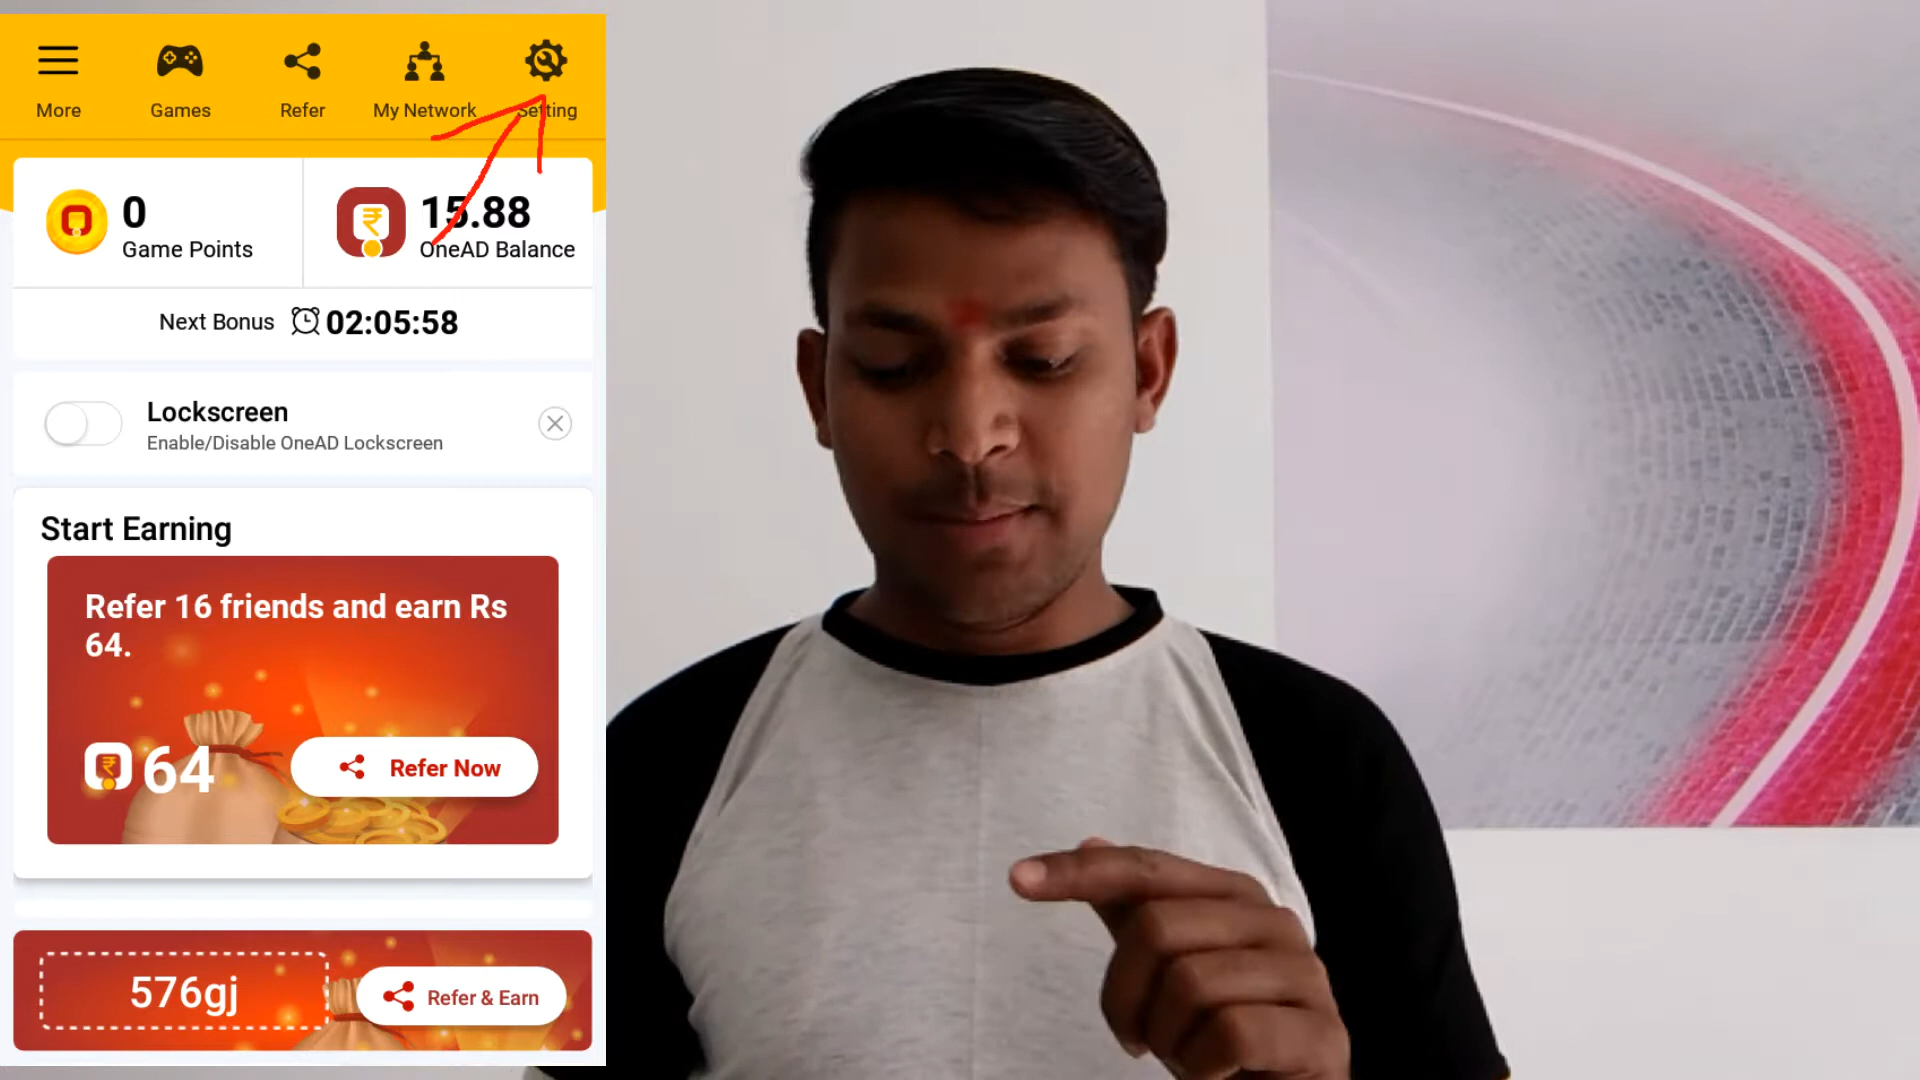 More
Games
Refer
My Network
Setting
0
Game Points
15.88
OneAD Balance
Next Bonus 02:05:58
Lockscreen
Enable/Disable OneAD Lockscreen
Start Earning
Refer 16 friends and earn Rs
64.
64
Refer Now
576gj
Refer & Earn